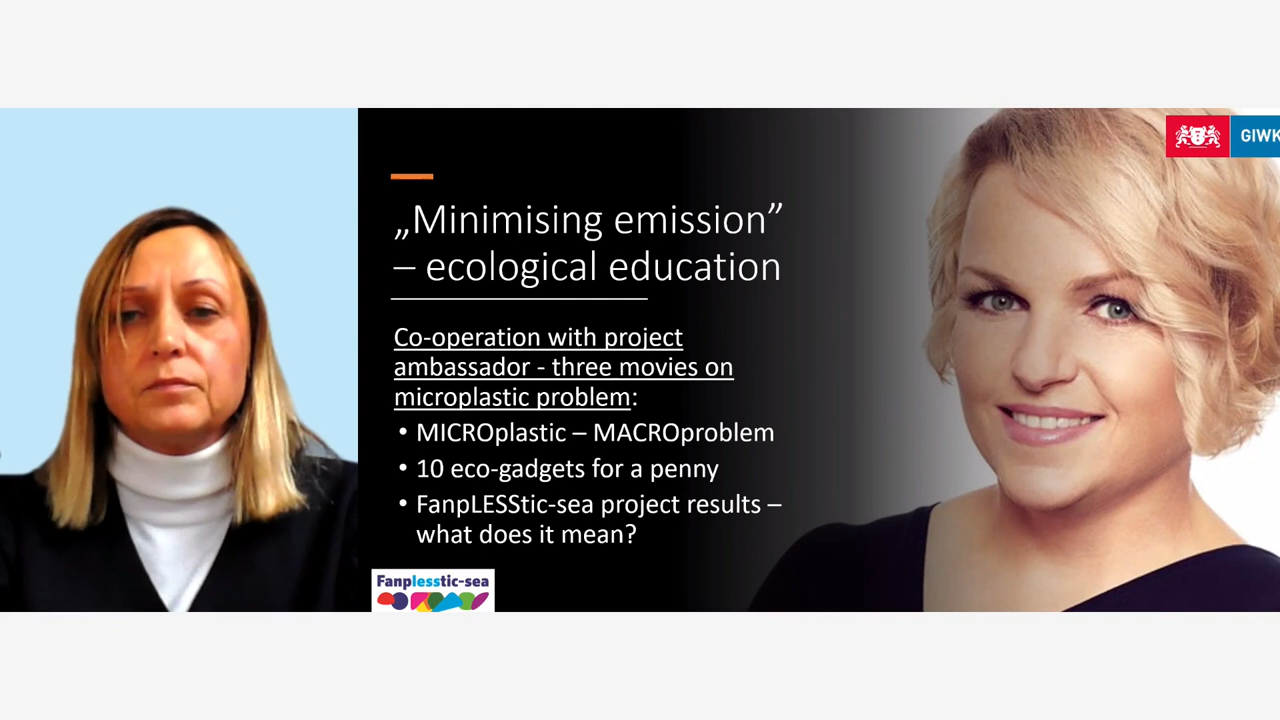 GIWK
„Minimising emission”
– ecological education
Co-operation with project
ambassador - three movies on
microplastic problem:
• MICROplastic – MACROproblem
• 10 eco-gadgets for a penny
• FanpLESStic-sea project results –
what does it mean?
Fanplesstic-sea